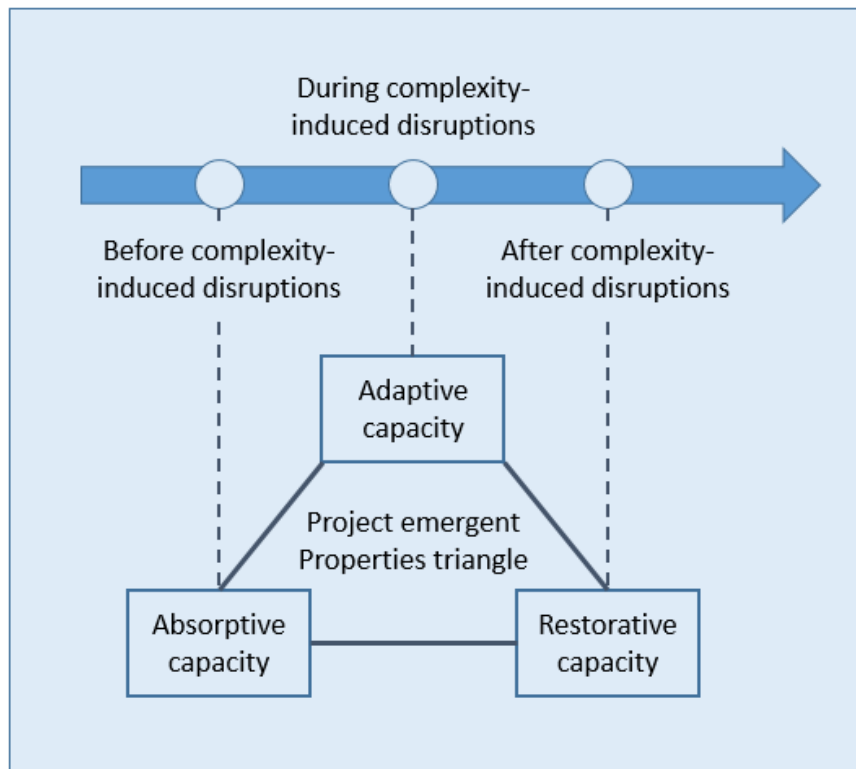 During complexity-
induced disruptions
Before complexity-
induced disruptions
After complexity-
induced disruptions
Adaptive
capacity
Project emergent
Properties triangle
Absorptive
capacity
Restorative
capacity